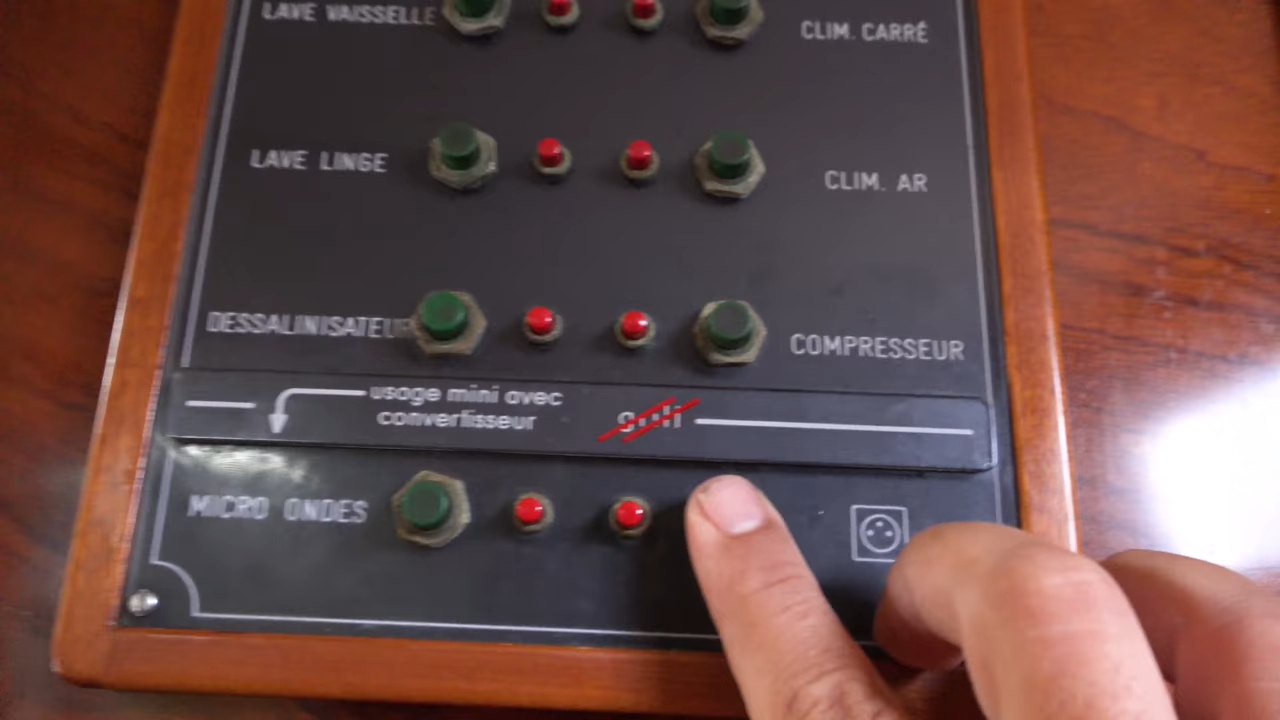 LAVE VAISSELLE
CLIM. CARRÉ
LAVE LINGE
CLIM. AR
DESSALINISATEUR
COMPRESSEUR
usage mini avec
convertisseur
MICRO ONDES